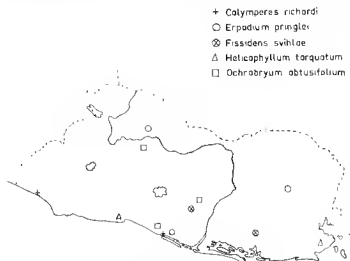 + Calymperes richardi
○ Erpodium pringlei
⊗ Fissidens svihlae
△ Helicophyllum torquatum
□ Ochrobryum obtusifolium